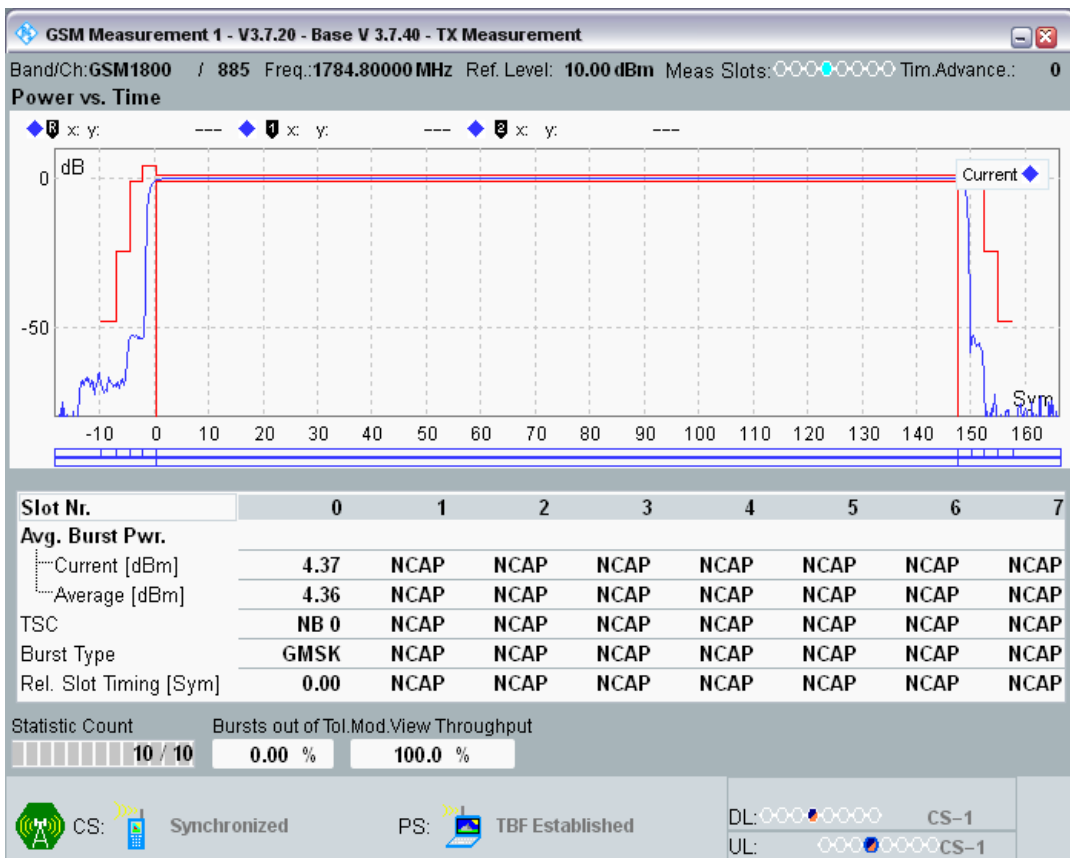 GSM Measurement 1 - V3.7.20 - Base V 3.7.40 - TX Measurement
Band/Ch:GSM1800 / 885 Freq.:1784.80000 MHz Ref. Level: 10.00 dBm Meas Slots: Tim.Advance.: 0
Power vs. Time
R x: y: --- 1 x: y: --- 2 x: y: ---
dB
Current
0
-50
Sym
-10 0 10 20 30 40 50 60 70 80 90 100 110 120 130 140 150 160
Slot Nr. 0 1 2 3 4 5 6 7
Avg. Burst Pwr.
Current [dBm] 4.37 NCAP NCAP NCAP NCAP NCAP NCAP NCAP
Average [dBm] 4.36 NCAP NCAP NCAP NCAP NCAP NCAP NCAP
TSC NB 0 NCAP NCAP NCAP NCAP NCAP NCAP NCAP
Burst Type GMSK NCAP NCAP NCAP NCAP NCAP NCAP NCAP
Rel. Slot Timing [Sym] 0.00 NCAP NCAP NCAP NCAP NCAP NCAP NCAP
Statistic Count Bursts out of Tol.Mod.View Throughput
10 / 10 0.00 % 100.0 %
CS: Synchronized PS: TBF Established
DL: CS-1
UL: CS-1